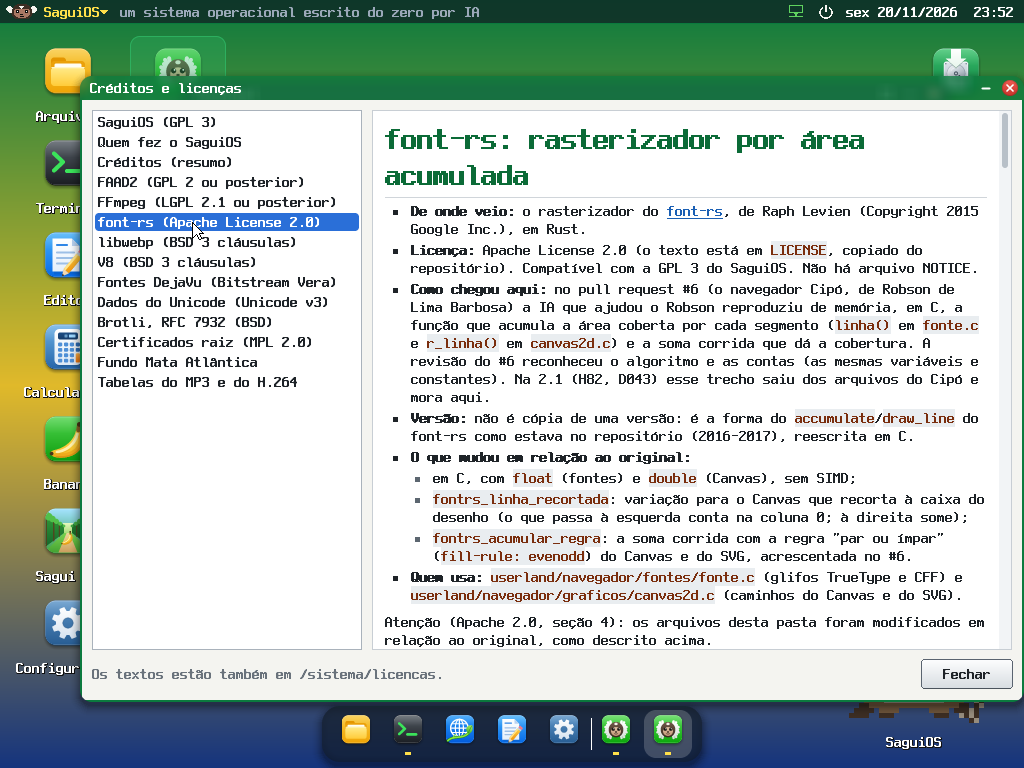 SaguiOS▾ um sistema operacional escrito do zero por IA
sex 20/11/2026 23:52
Créditos e licenças
SaguiOS (GPL 3)
Quem fez o SaguiOS
Créditos (resumo)
FAAD2 (GPL 2 ou posterior)
FFmpeg (LGPL 2.1 ou posterior)
font-rs (Apache License 2.0)
libwebp (BSD 3 cláusulas)
V8 (BSD 3 cláusulas)
Fontes DejaVu (Bitstream Vera)
Dados do Unicode (Unicode v3)
Brotli, RFC 7932 (BSD)
Certificados raiz (MPL 2.0)
Fundo Mata Atlântica
Tabelas do MP3 e do H.264
font-rs: rasterizador por área
acumulada
▪ De onde veio: o rasterizador do font-rs, de Raph Levien (Copyright 2015
Google Inc.), em Rust.
▪ Licença: Apache License 2.0 (o texto está em LICENSE, copiado do
repositório). Compatível com a GPL 3 do SaguiOS. Não há arquivo NOTICE.
▪ Como chegou aqui: no pull request #6 (o navegador Cipó, de Robson de
Lima Barbosa) a IA que ajudou o Robson reproduziu de memória, em C, a
função que acumula a área coberta por cada segmento (linha() em fonte.c
e r_linha() em canvas2d.c) e a soma corrida que dá a cobertura. A
revisão do #6 reconheceu o algoritmo e as contas (as mesmas variáveis e
constantes). Na 2.1 (H82, D043) esse trecho saiu dos arquivos do Cipó e
mora aqui.
▪ Versão: não é cópia de uma versão: é a forma do accumulate/draw_line do
font-rs como estava no repositório (2016-2017), reescrita em C.
▪ O que mudou em relação ao original:
▪ em C, com float (fontes) e double (Canvas), sem SIMD;
▪ fontrs_linha_recortada: variação para o Canvas que recorta à caixa do
desenho (o que passa à esquerda conta na coluna 0; à direita some);
▪ fontrs_acumular_regra: a soma corrida com a regra "par ou ímpar"
(fill-rule: evenodd) do Canvas e do SVG, acrescentada no #6.
▪ Quem usa: userland/navegador/fontes/fonte.c (glifos TrueType e CFF) e
userland/navegador/graficos/canvas2d.c (caminhos do Canvas e do SVG).
Atenção (Apache 2.0, seção 4): os arquivos desta pasta foram modificados em
relação ao original, como descrito acima.
Os textos estão também em /sistema/licencas.
Fechar
Arquiv
Termin
Edito
Calcula
Banan
Sagui
Configur
SaguiOS